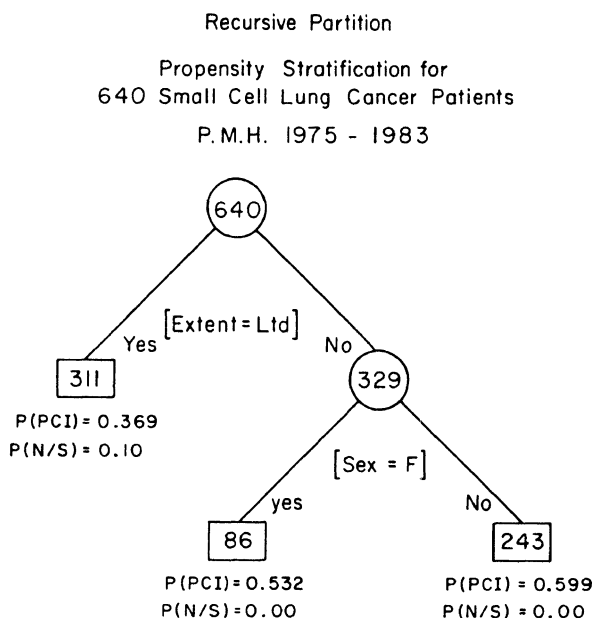 Recursive Partition
Propensity Stratification for
640 Small Cell Lung Cancer Patients
P.M.H. 1975 - 1983
640
[Extent=Ltd]
Yes
No
311
329
P(PCI)=0.369
P(N/S)=0.10
[Sex = F]
yes
No
86
243
P(PCI)=0.532
P(N/S)=0.00
P(PCI)=0.599
P(N/S)=0.00